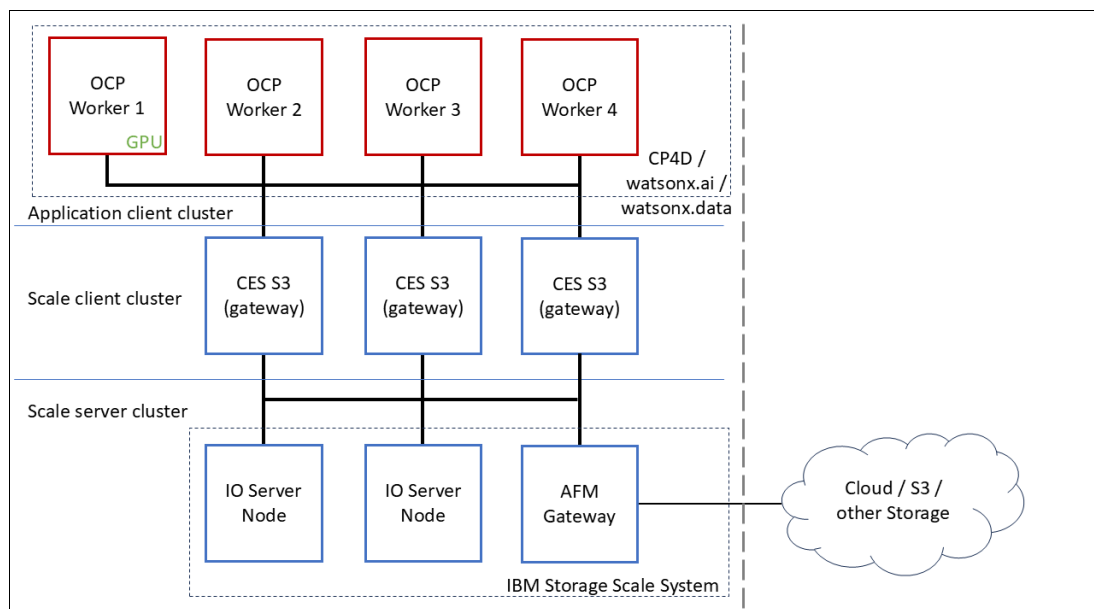 OCP
Worker 1
GPU
OCP
Worker 2
OCP
Worker 3
OCP
Worker 4
CP4D /
watsonx.ai /
watsonx.data
Application client cluster
Scale client cluster
CES S3
(gateway)
CES S3
(gateway)
CES S3
(gateway)
Scale server cluster
IO Server
Node
IO Server
Node
AFM
Gateway
Cloud / S3 /
other Storage
IBM Storage Scale System